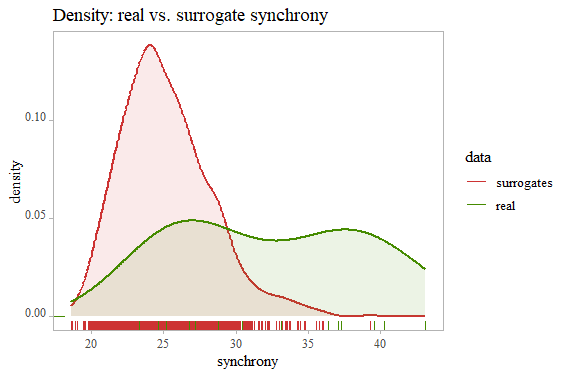 Density: real vs. surrogate synchrony
0.10
0.05
0.00
density
20 25 30 35 40
synchrony
data
surrogates
real